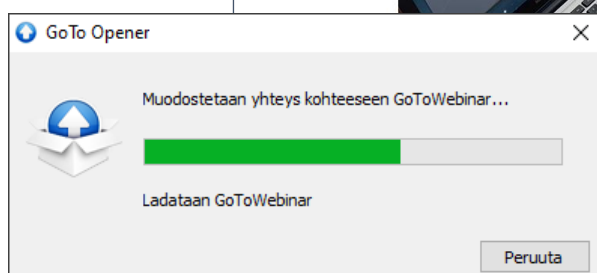 GoTo Opener
Muodostetaan yhteys kohteeseen GoToWebinar...
Ladataan GoToWebinar
Peruuta